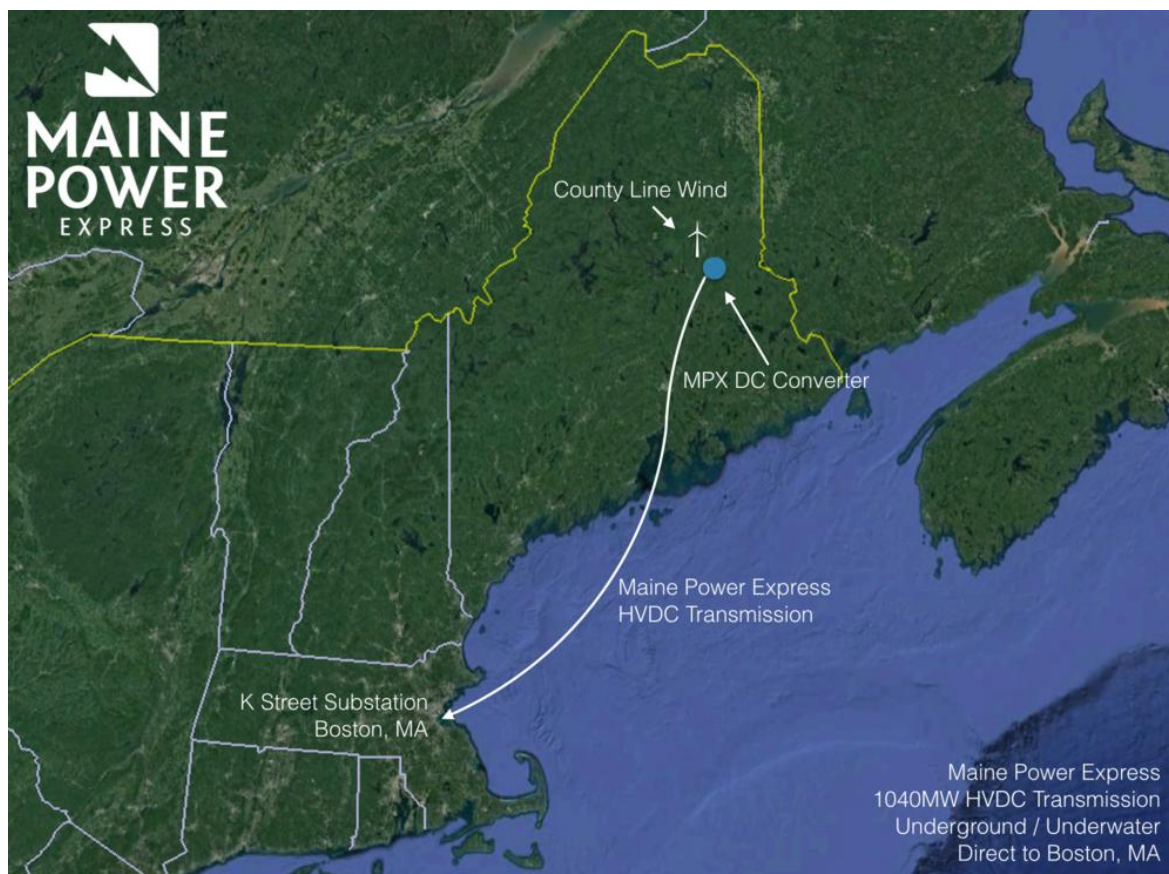 MAINE
POWER
EXPRESS
County Line Wind
MPX DC Converter
Maine Power Express
HVDC Transmission
K Street Substation
Boston, MA
Maine Power Express
1040MW HVDC Transmission
Underground / Underwater
Direct to Boston, MA